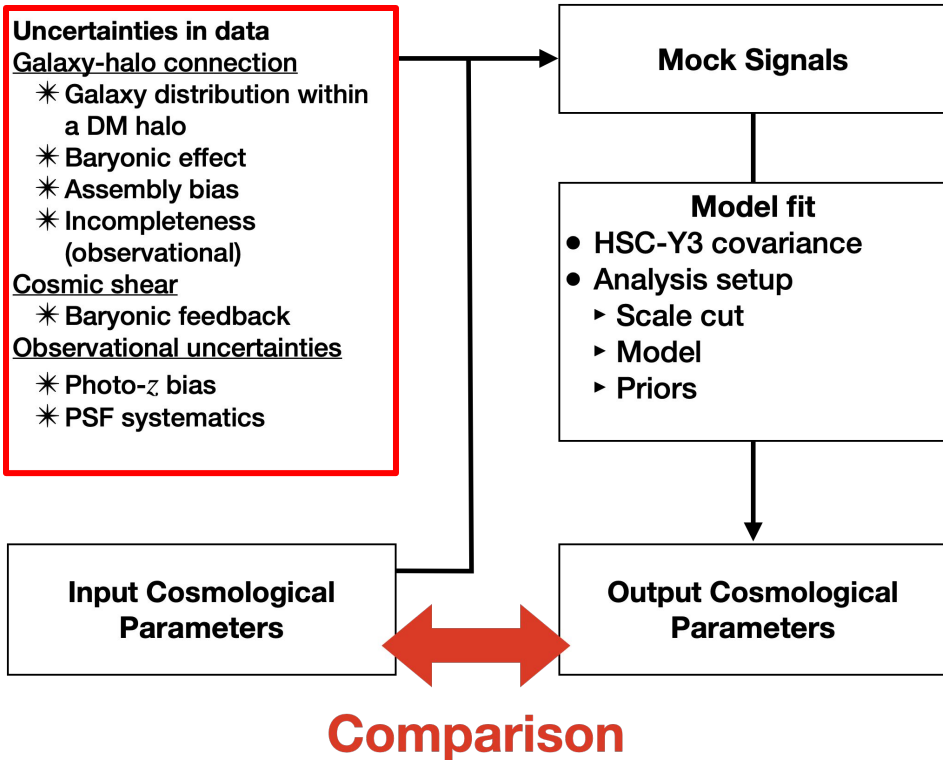 Uncertainties in data
Galaxy-halo connection
✴ Galaxy distribution within
a DM halo
✴ Baryonic effect
✴ Assembly bias
✴ Incompleteness
(observational)
Cosmic shear
✴ Baryonic feedback
Observational uncertainties
✴ Photo-z bias
✴ PSF systematics
Mock Signals
Model fit
● HSC-Y3 covariance
● Analysis setup
▸ Scale cut
▸ Model
▸ Priors
Input Cosmological
Parameters
Output Cosmological
Parameters
Comparison